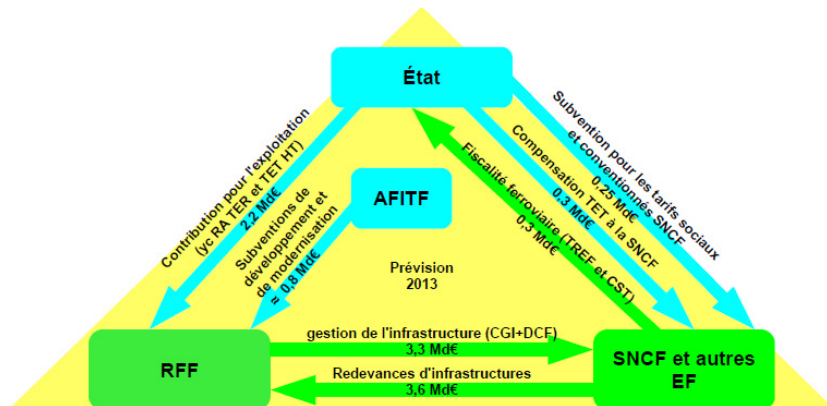 État
Contribution pour l'exploitation
(yc RA TER et TET HT)
2,2 Md€
Subventions de
développement et
de modernisation
≈ 0,8 Md€
AFITF
Prévision
2013
Fiscalité ferroviaire (TREF et CST)
0,3 Md€
Compensation TET à la SNCF
0,3 Md€
Subvention pour les tarifs sociaux
et conventionnés SNCF
0,25 Md€
RFF
gestion de l'infrastructure (CGI+DCF)
3,3 Md€
Redevances d'infrastructures
3,6 Md€
SNCF et autres
EF